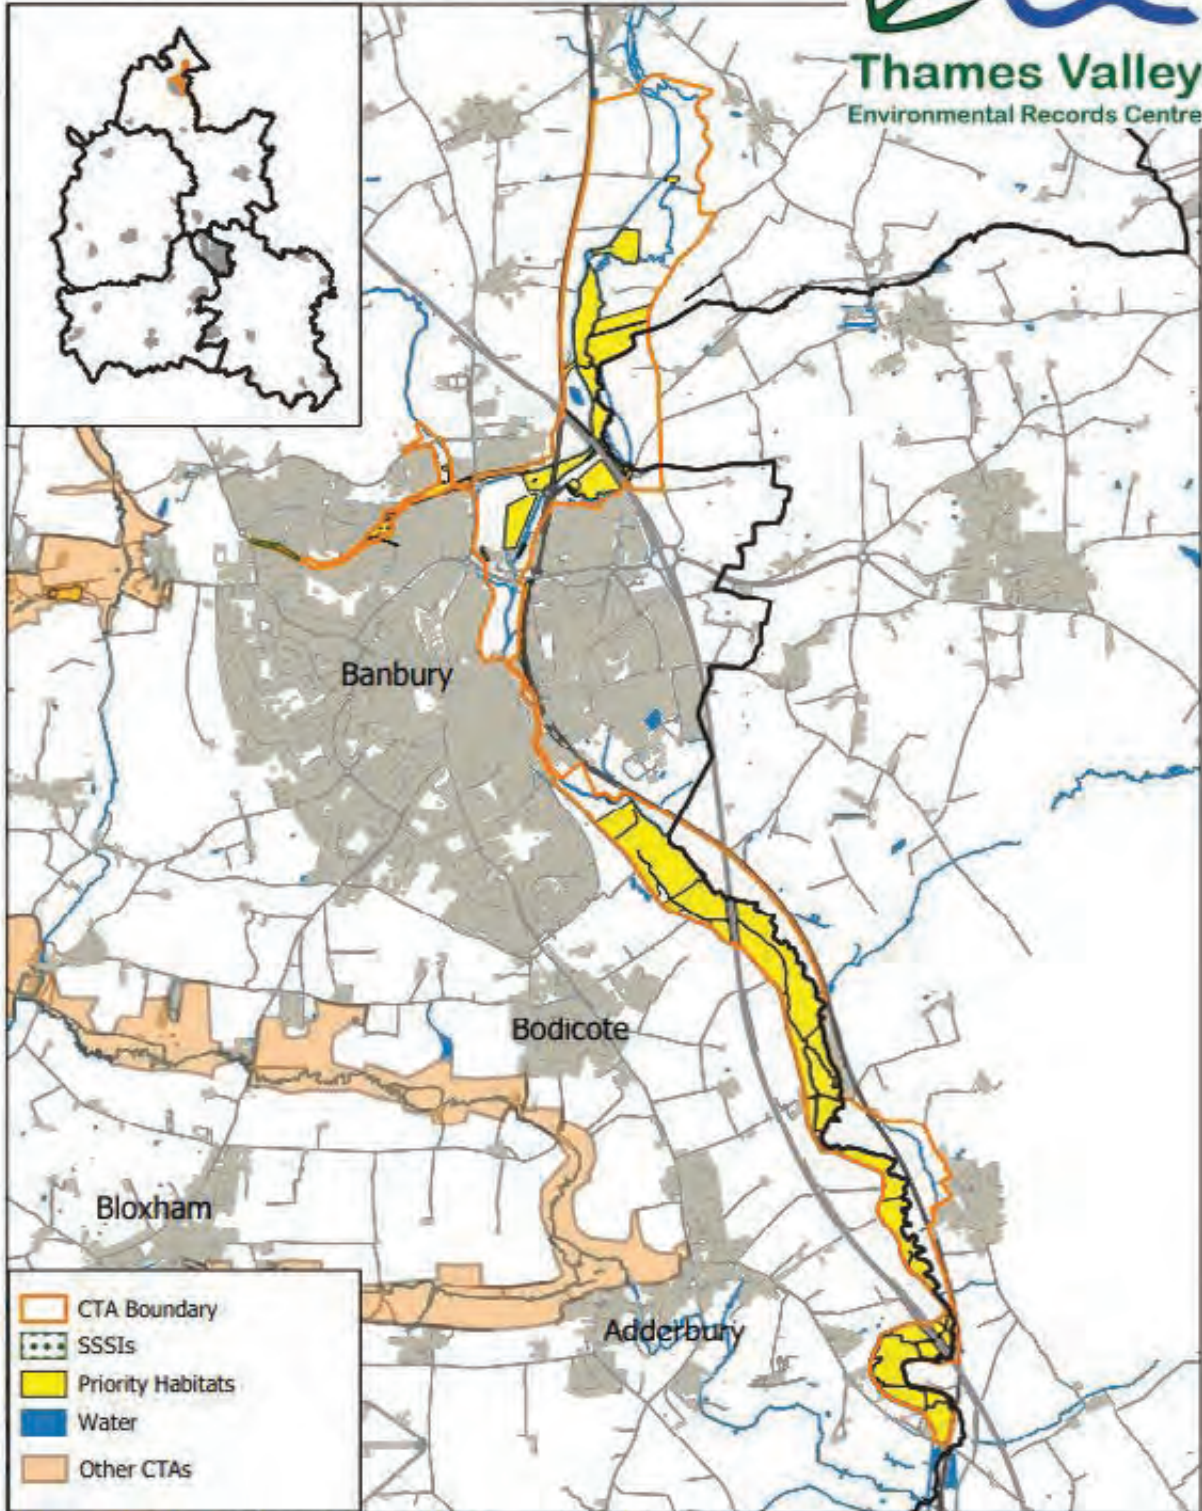 Thames Valley
Environmental Records Centre
Banbury
Bodicote
Bloxham
Adderbury
CTA Boundary
SSSIs
Priority Habitats
Water
Other CTAs